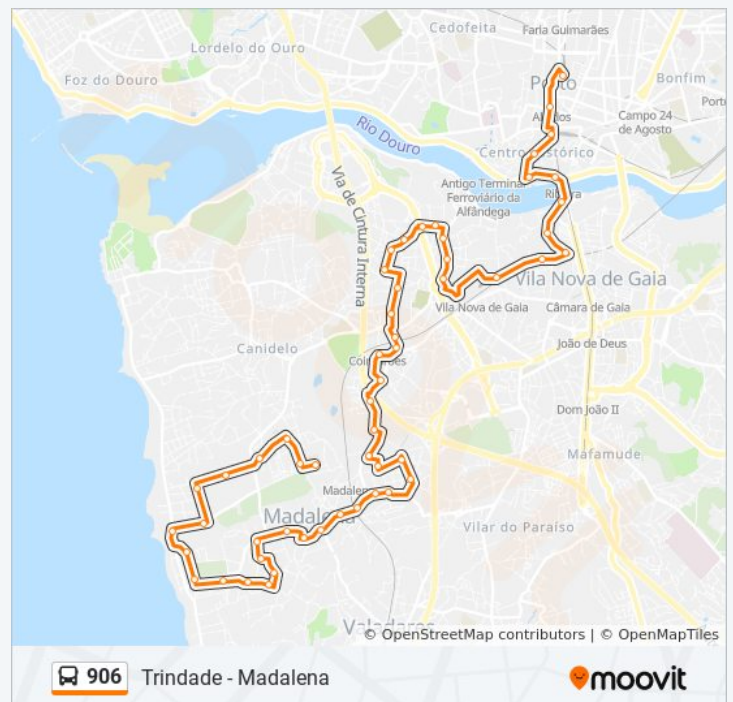 Cedofeita
Faria Guimarães
Lordelo do Ouro
Foz do Douro
Bonfim
Campo 24
de Agosto
Rio Douro
Centro Histórico
Antigo Terminal
Ferroviário da
Alfândega
Via de Cintura Interna
Vila Nova de Gaia
Vila Nova de Gaia
Câmara de Gaia
João de Deus
Canidelo
Dom João II
Mafamude
Madalena
Vilar do Paraíso
Valadares
© OpenStreetMap contributors | © OpenMapTiles
906 Trindade - Madalena
moovit